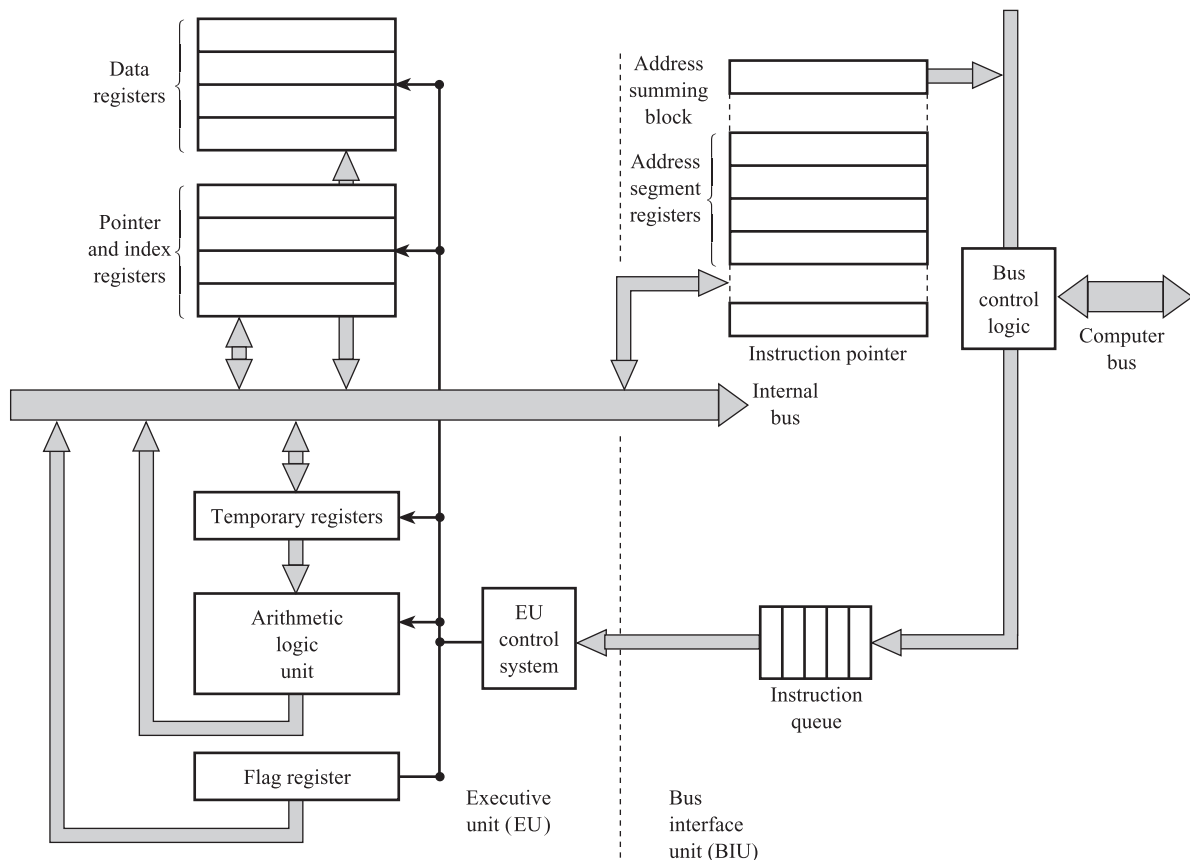 Data
registers
Pointer
and index
registers
Address
summing
block
Address
segment
registers
Instruction pointer
Bus
control
logic
Computer
bus
Internal
bus
Temporary registers
Arithmetic
logic
unit
EU
control
system
Instruction
queue
Flag register
Executive
unit (EU)
Bus
interface
unit (BIU)